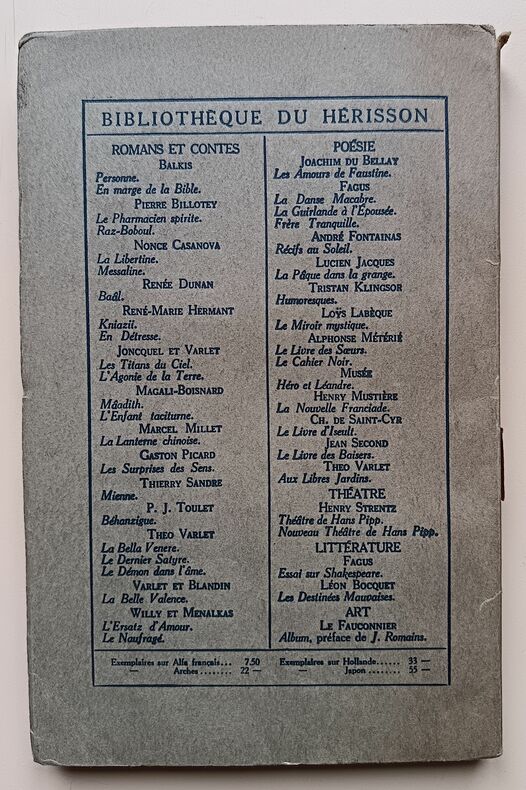 BIBLIOTHÈQUE DU HÉRISSON
ROMANS ET CONTES
BALKIS
Personne.
En marge de la Bible.
PIERRE BILLOTEY
Le Pharmacien spirite.
Raz-Boboul.
NONCE CASANOVA
La Libertine.
Messaline.
RENÉE DUNAN
Baâl.
RENÉ-MARIE HERMANT
Kniazii.
En Détresse.
JONCQUEL ET VARLET
Les Titans du Ciel.
L'Agonie de la Terre.
MAGALI-BOISNARD
Mâadith.
L'Enfant taciturne.
MARCEL MILLET
La Lanterne chinoise.
GASTON PICARD
Les Surprises des Sens.
THIERRY SANDRE
Mienne.
P. J. TOULET
Béhanzigue.
THEO VARLET
La Bella Venere.
Le Dernier Satyre.
Le Démon dans l'âme.
VARLET ET BLANDIN
La Belle Valence.
WILLY ET MENALKAS
L'Ersatz d'Amour.
Le Naufragé.
POÉSIE
JOACHIM DU BELLAY
Les Amours de Faustine.
FAGUS
La Danse Macabre.
La Guirlande à l'Épousée.
Frère Tranquille.
ANDRÉ FONTAINAS
Récifs au Soleil.
LUCIEN JACQUES
La Pâque dans la grange.
TRISTAN KLINGSOR
Humoresques.
LOŸS LABÈQUE
Le Miroir mystique.
ALPHONSE MÉTÉRIÉ
Le Livre des Sœurs.
Le Cahier Noir.
MUSÉE
Héro et Léandre.
HENRY MUSTIÈRE
La Nouvelle Franciade.
CH. DE SAINT-CYR
Le Livre d'Iseult.
JEAN SECOND
Le Livre des Baisers.
THEO VARLET
Aux Libres Jardins.
THÉATRE
HENRY STRENTZ
Théâtre de Hans Pipp.
Nouveau Théâtre de Hans Pipp.
LITTÉRATURE
FAGUS
Essai sur Shakespeare.
LÉON BOCQUET
Les Destinées Mauvaises.
ART
LE FAUCONNIER
Album, préface de J. Romains.
Exemplaires sur Alfa français... 7.50
— Arches........ 22 —
Exemplaires sur Hollande...... 33 —
— Japon........ 55 —